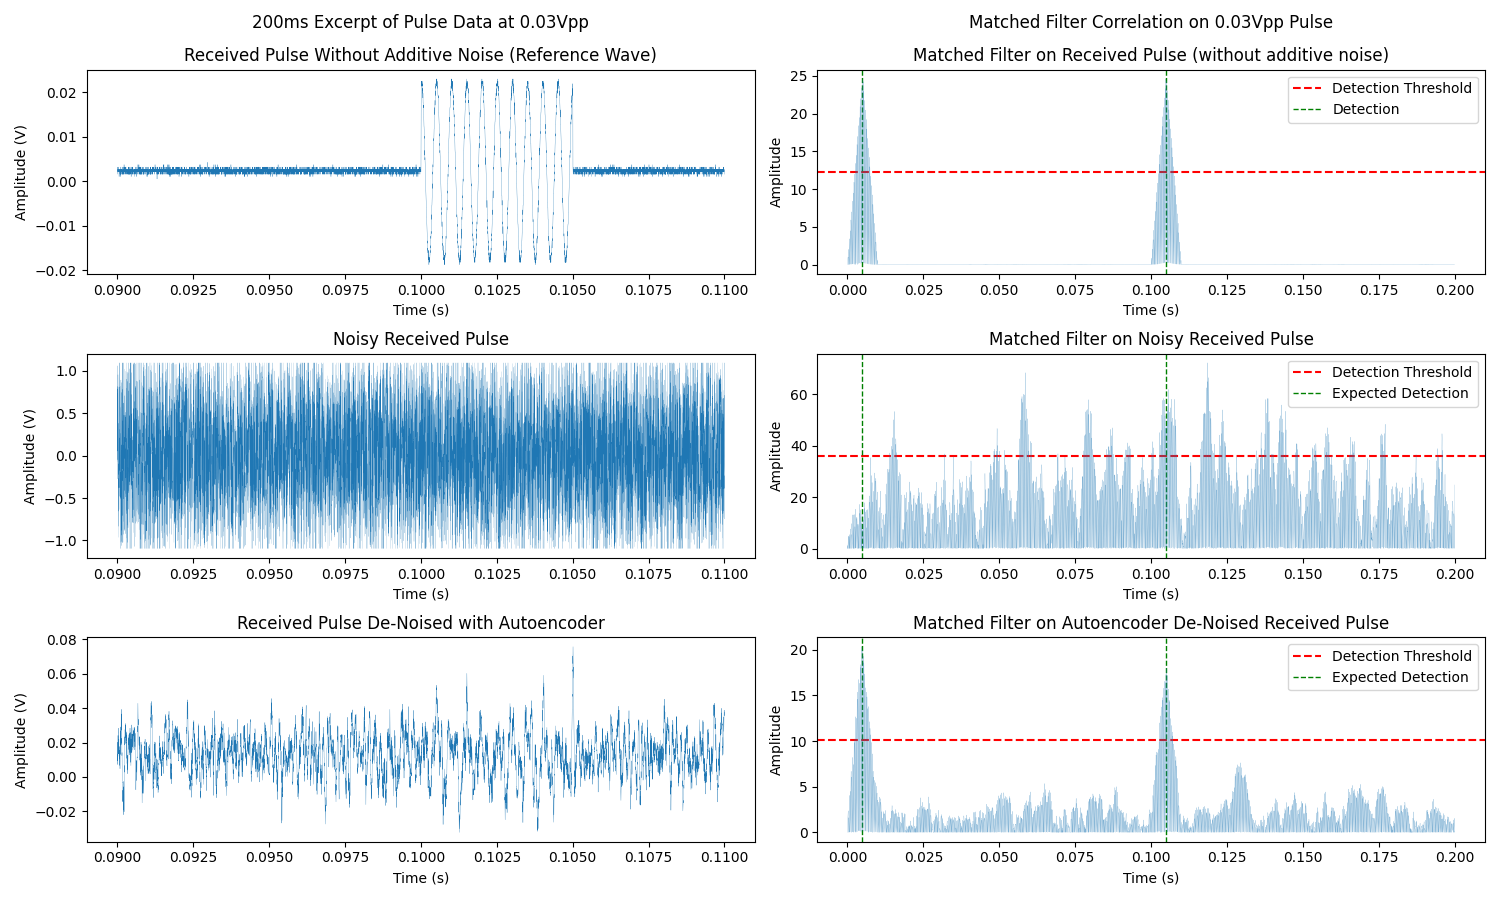 200ms Excerpt of Pulse Data at 0.03Vpp
Received Pulse Without Additive Noise (Reference Wave)
Amplitude (V)
0.02
0.01
0.00
−0.01
−0.02
0.0900 0.0925 0.0950 0.0975 0.1000 0.1025 0.1050 0.1075 0.1100
Time (s)
Matched Filter Correlation on 0.03Vpp Pulse
Matched Filter on Received Pulse (without additive noise)
Amplitude
25
20
15
10
5
0
Detection Threshold
Detection
0.000 0.025 0.050 0.075 0.100 0.125 0.150 0.175 0.200
Time (s)
Noisy Received Pulse
Amplitude (V)
1.0
0.5
0.0
−0.5
−1.0
0.0900 0.0925 0.0950 0.0975 0.1000 0.1025 0.1050 0.1075 0.1100
Time (s)
Matched Filter on Noisy Received Pulse
Amplitude
60
40
20
0
Detection Threshold
Expected Detection
0.000 0.025 0.050 0.075 0.100 0.125 0.150 0.175 0.200
Time (s)
Received Pulse De-Noised with Autoencoder
Amplitude (V)
0.08
0.06
0.04
0.02
0.00
−0.02
0.0900 0.0925 0.0950 0.0975 0.1000 0.1025 0.1050 0.1075 0.1100
Time (s)
Matched Filter on Autoencoder De-Noised Received Pulse
Amplitude
20
15
10
5
0
Detection Threshold
Expected Detection
0.000 0.025 0.050 0.075 0.100 0.125 0.150 0.175 0.200
Time (s)